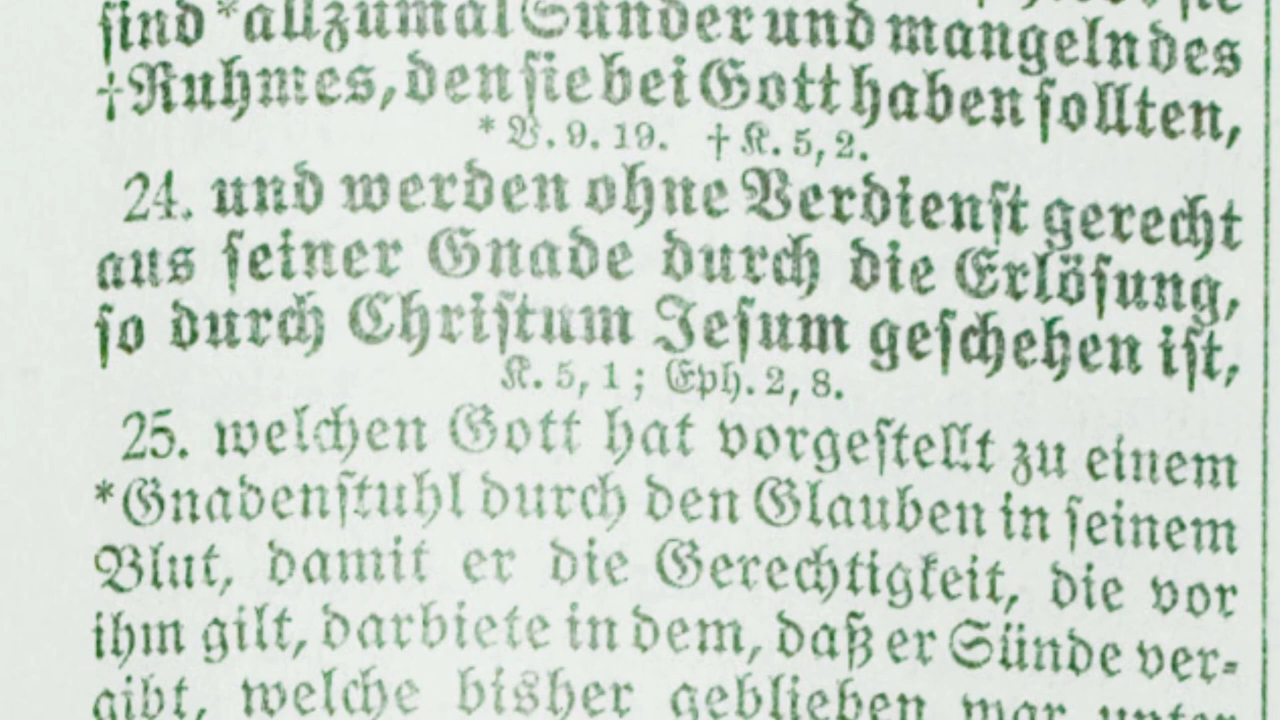 sind *allzumal Sünder und mangeln des
†Ruhmes, den sie bei Gott haben sollten,
*V. 9. 19. † K. 5, 2.
24. und werden ohne Verdienst gerecht
aus seiner Gnade durch die Erlösung,
so durch Christum Jesum geschehen ist,
K. 5, 1; Eph. 2, 8.
25. welchen Gott hat vorgestellt zu einem
*Gnadenstuhl durch den Glauben in seinem
Blut, damit er die Gerechtigkeit, die vor
ihm gilt, darbiete in dem, daß er Sünde ver-
gibt, welche bisher geblieben war unter